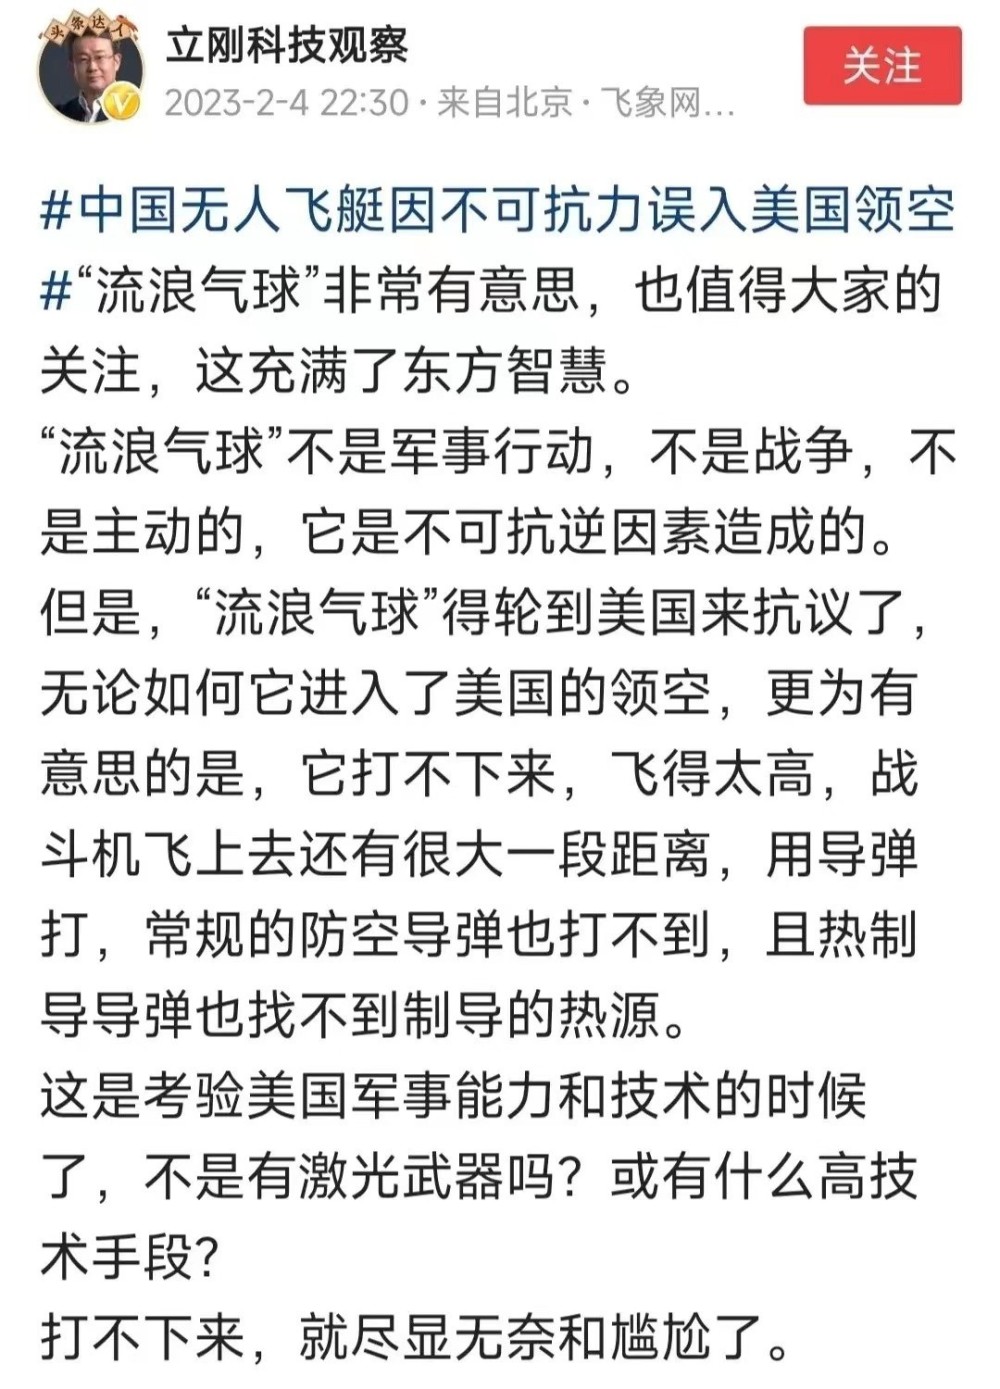 头条达人
立刚科技观察
关注
2023-2-4 22:30 · 来自北京 · 飞象网...
#中国无人飞艇因不可抗力误入美国领空
#“流浪气球”非常有意思，也值得大家的
关注，这充满了东方智慧。
“流浪气球”不是军事行动，不是战争，不
是主动的，它是不可抗逆因素造成的。
但是，“流浪气球”得轮到美国来抗议了，
无论如何它进入了美国的领空，更为有
意思的是，它打不下来，飞得太高，战
斗机飞上去还有很大一段距离，用导弹
打，常规的防空导弹也打不到，且热制
导导弹也找不到制导的热源。
这是考验美国军事能力和技术的时候
了，不是有激光武器吗？或有什么高技
术手段？
打不下来，就尽显无奈和尴尬了。